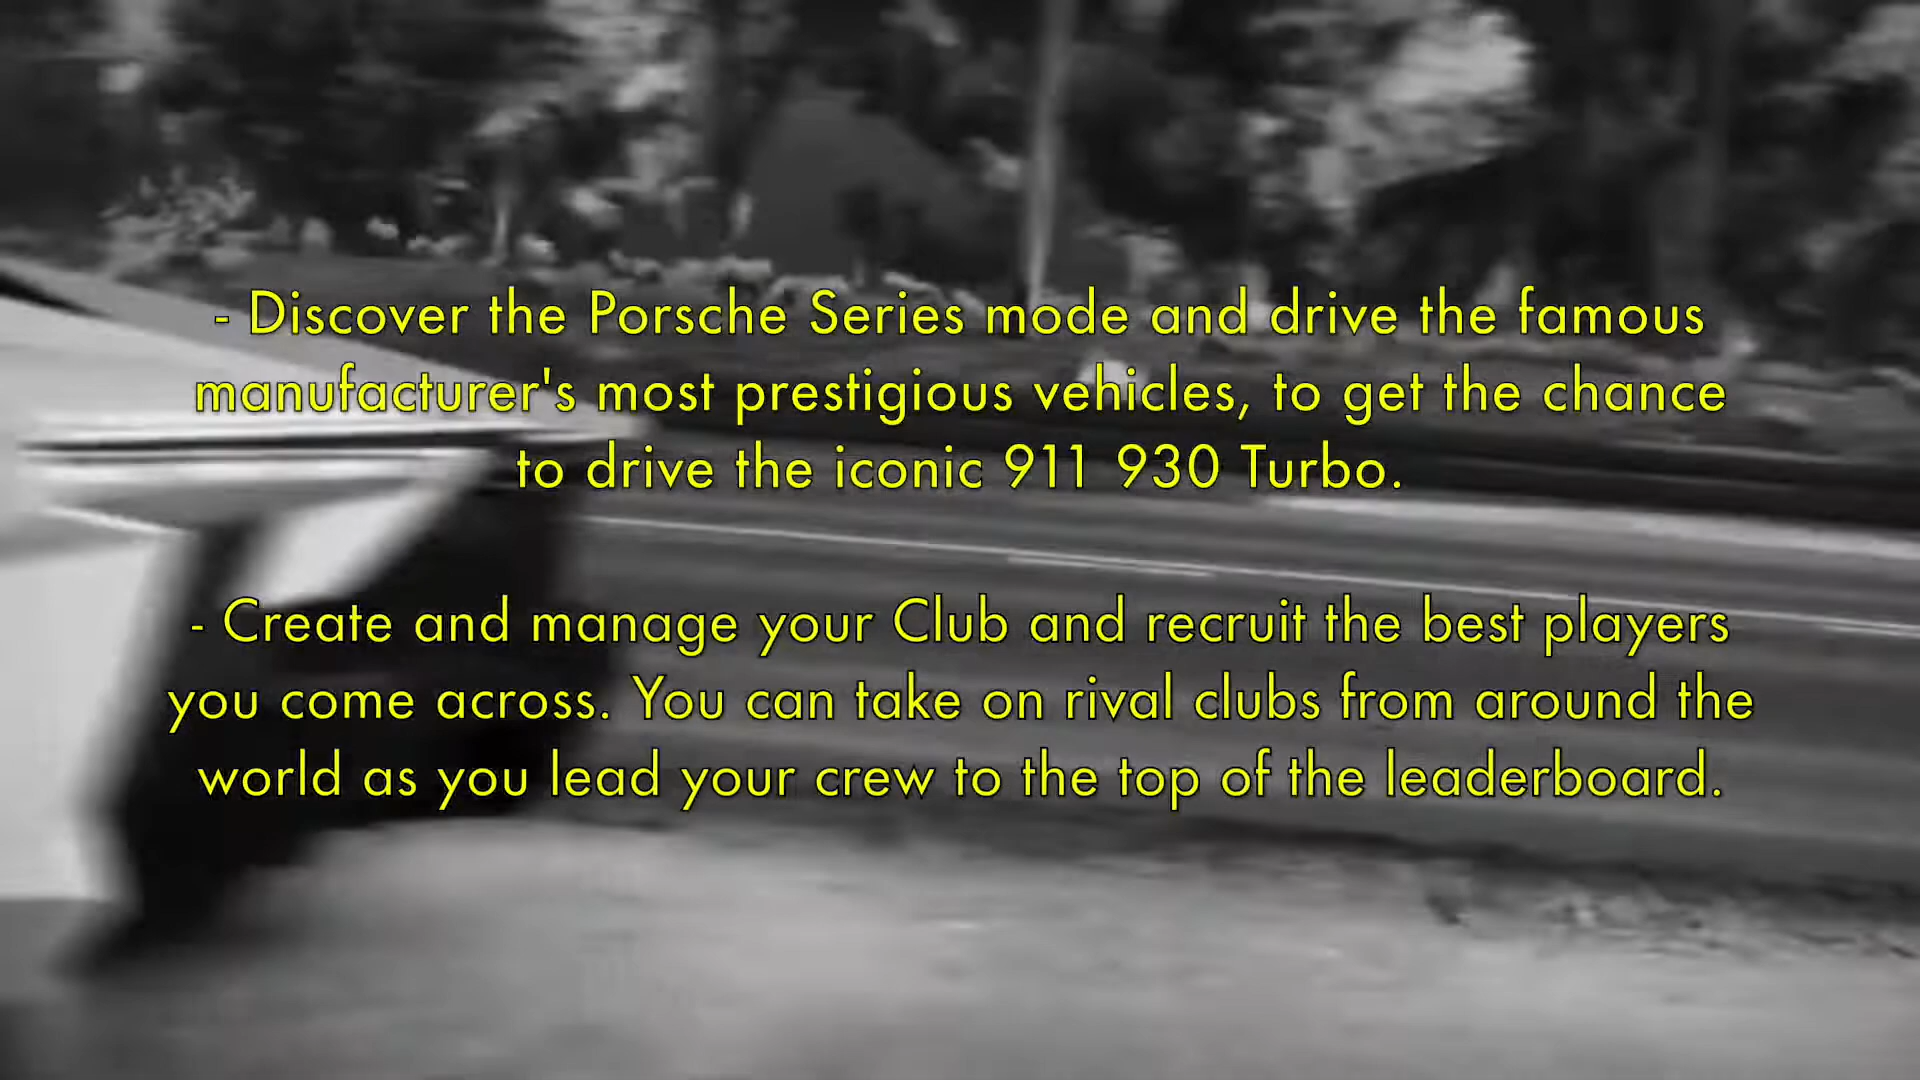 - Discover the Porsche Series mode and drive the famous
manufacturer's most prestigious vehicles, to get the chance
to drive the iconic 911 930 Turbo.
- Create and manage your Club and recruit the best players
you come across. You can take on rival clubs from around the
world as you lead your crew to the top of the leaderboard.